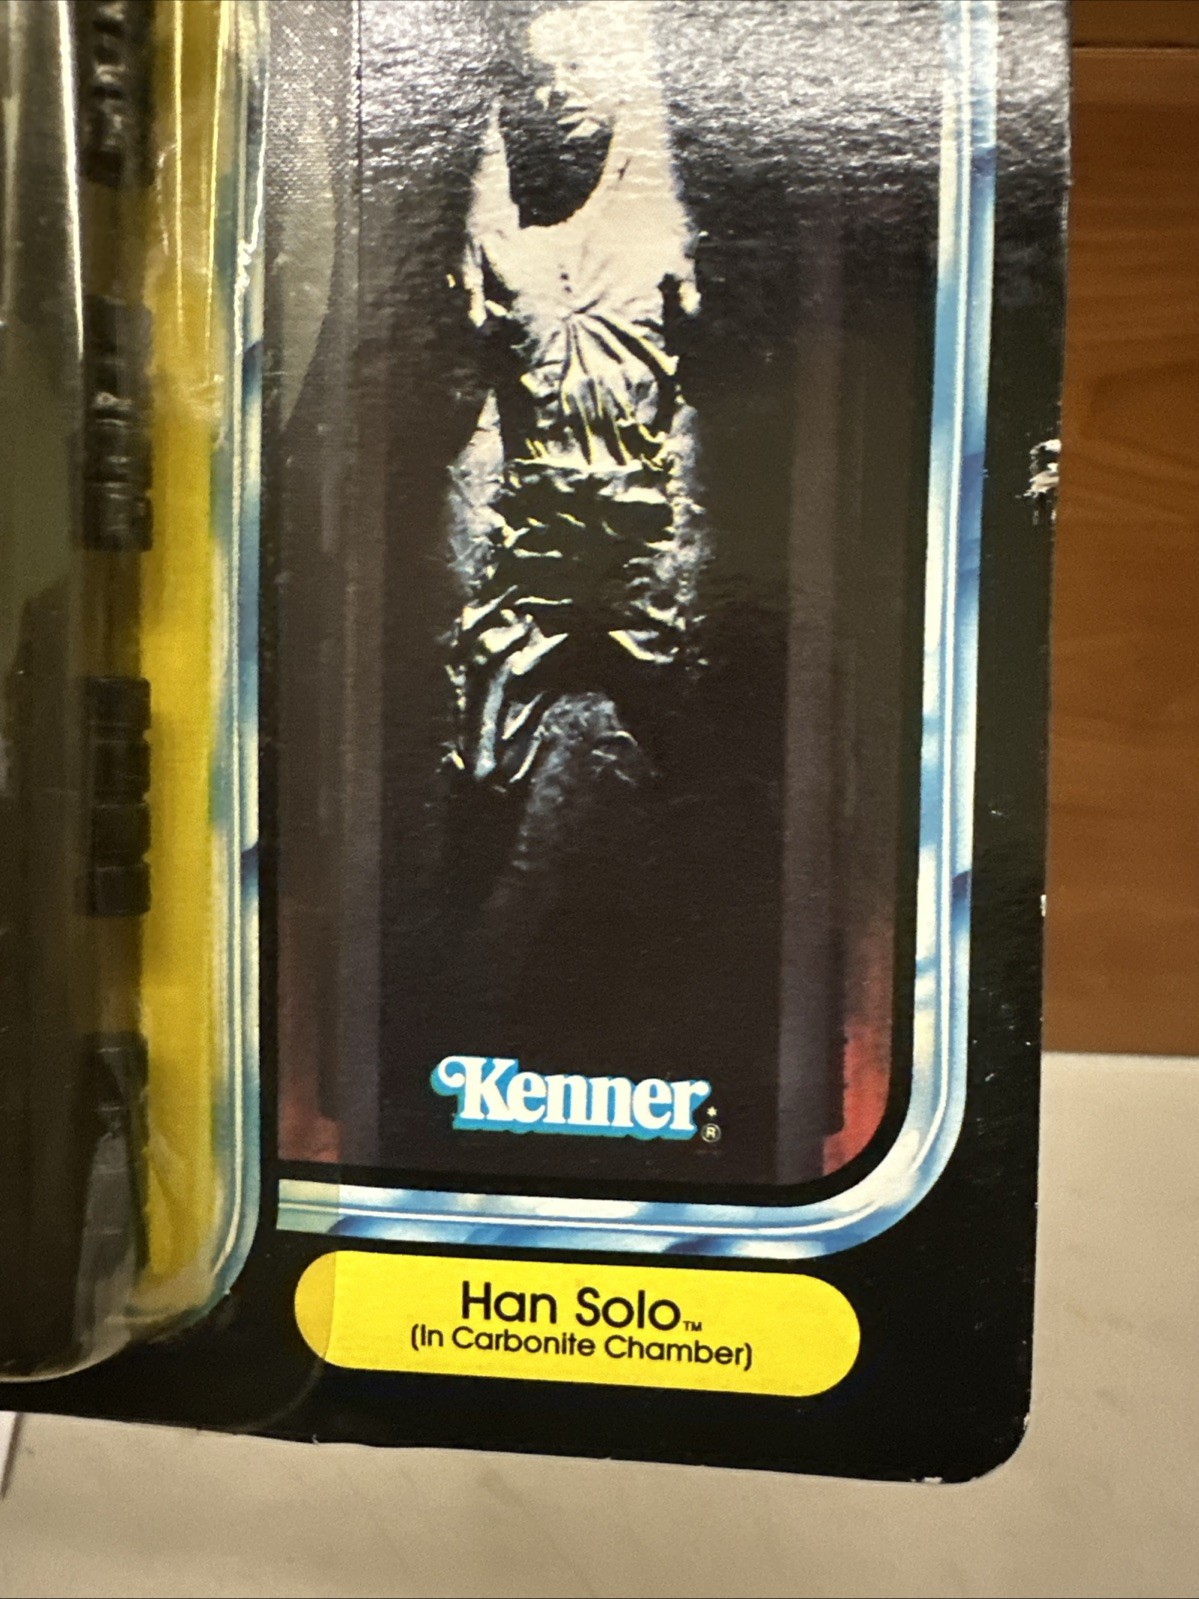 Kenner
®
Han Solo™
(In Carbonite Chamber)